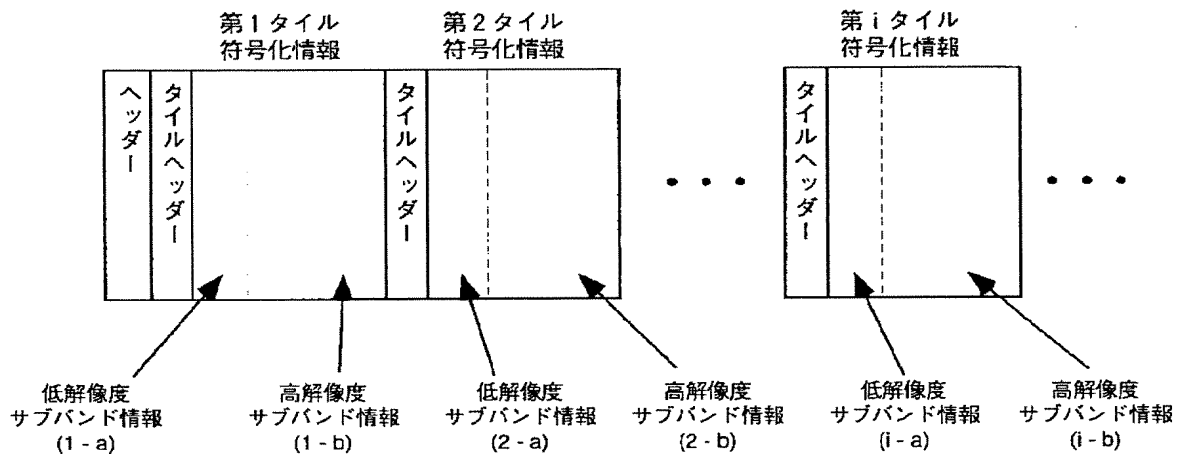 第1タイル
符号化情報
第2タイル
符号化情報
第iタイル
符号化情報
ヘッダー
タイルヘッダー
タイルヘッダー
・・・
タイルヘッダー
・・・
低解像度
サブバンド情報
(1-a)
高解像度
サブバンド情報
(1-b)
低解像度
サブバンド情報
(2-a)
高解像度
サブバンド情報
(2-b)
低解像度
サブバンド情報
(i-a)
高解像度
サブバンド情報
(i-b)